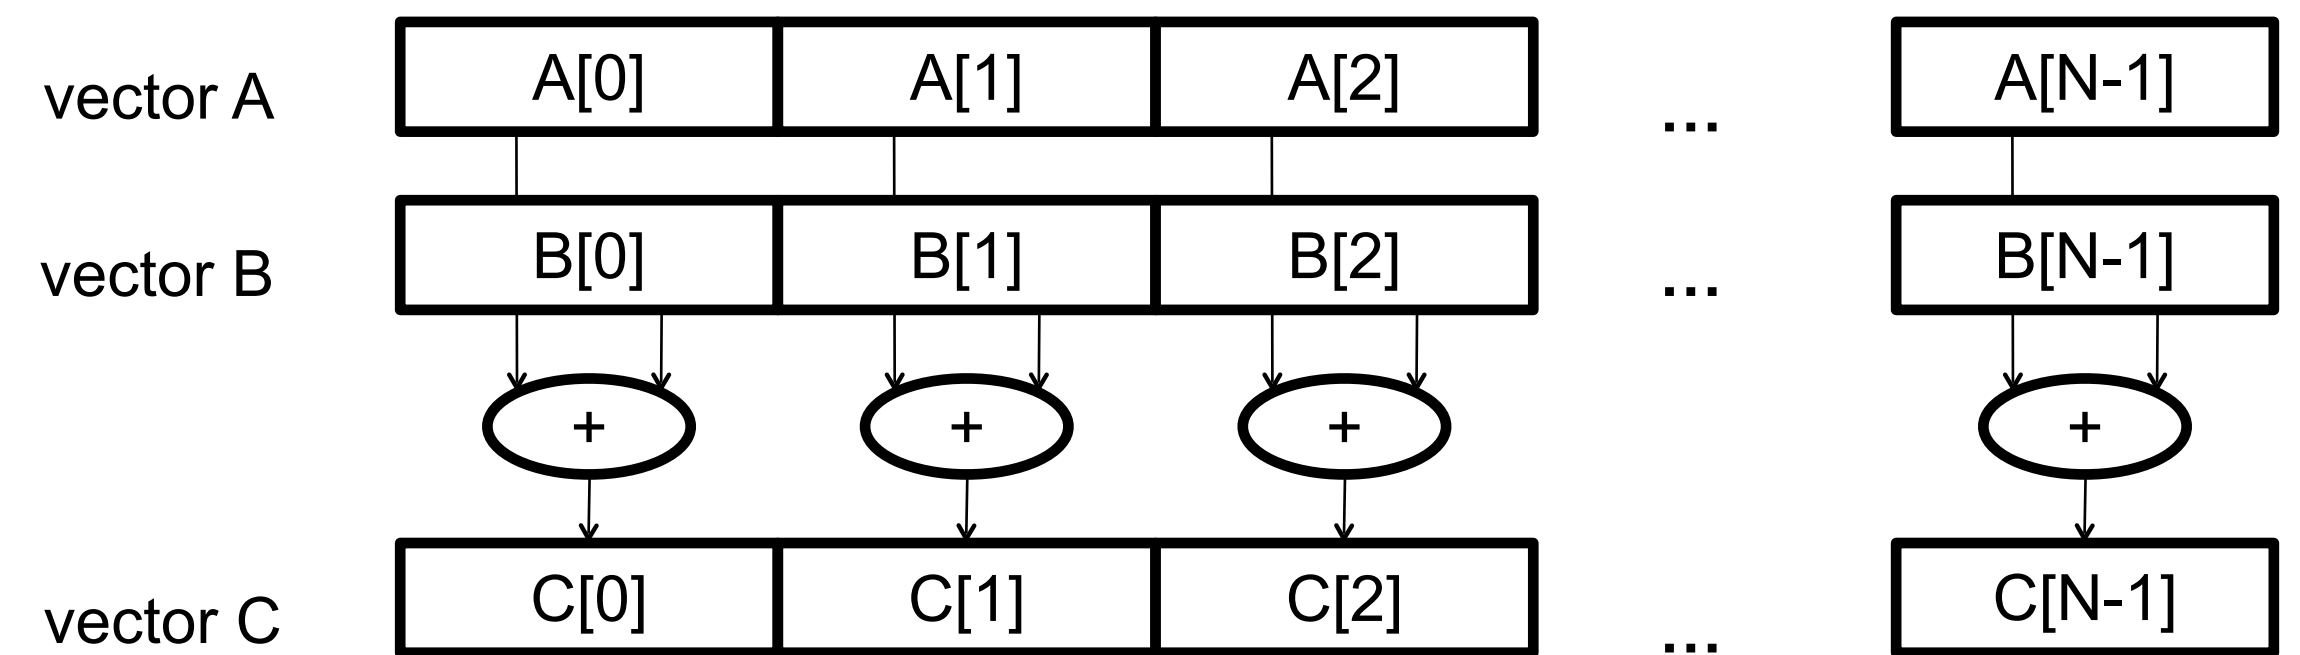 vector A A[0] A[1] A[2] ... A[N-1]
vector B B[0] B[1] B[2] ... B[N-1]
+ + + +
vector C C[0] C[1] C[2] ... C[N-1]